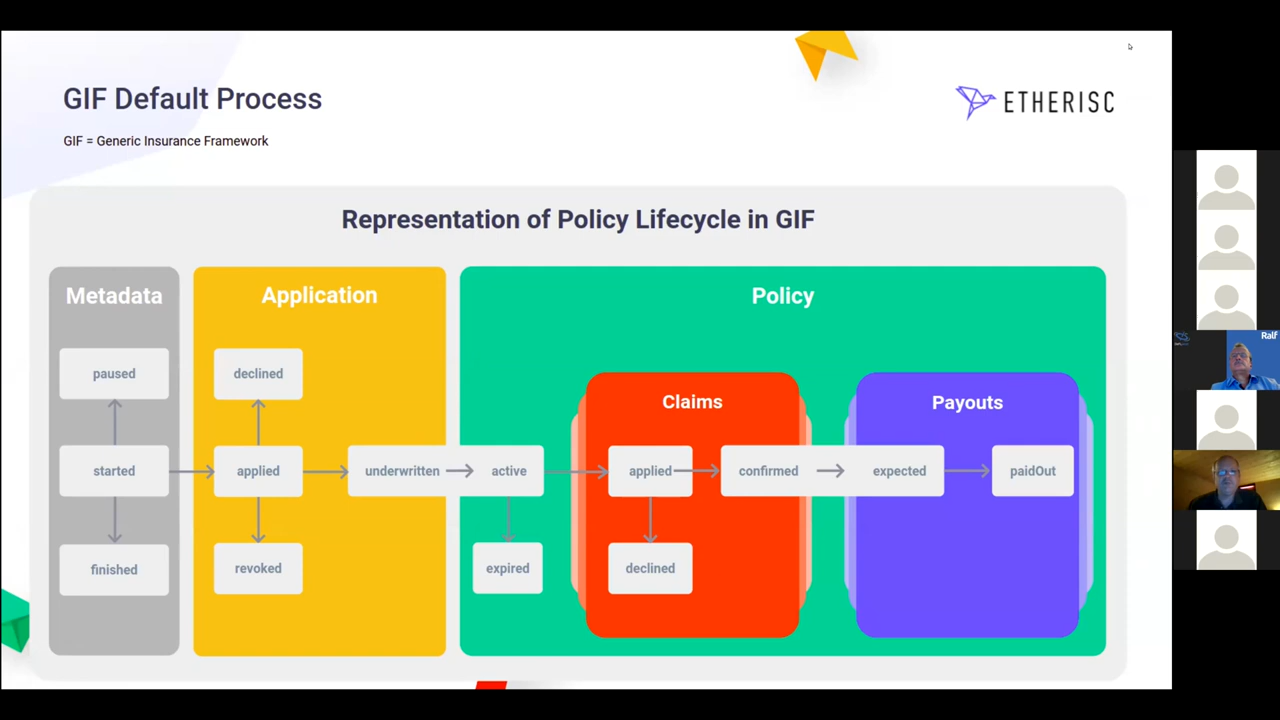 GIF Default Process
ETHERISC
GIF = Generic Insurance Framework
Representation of Policy Lifecycle in GIF
Metadata
paused
started
finished
Application
declined
applied
underwritten
revoked
Policy
active
expired
Claims
applied
confirmed
declined
Payouts
expected
paidOut
Ralf